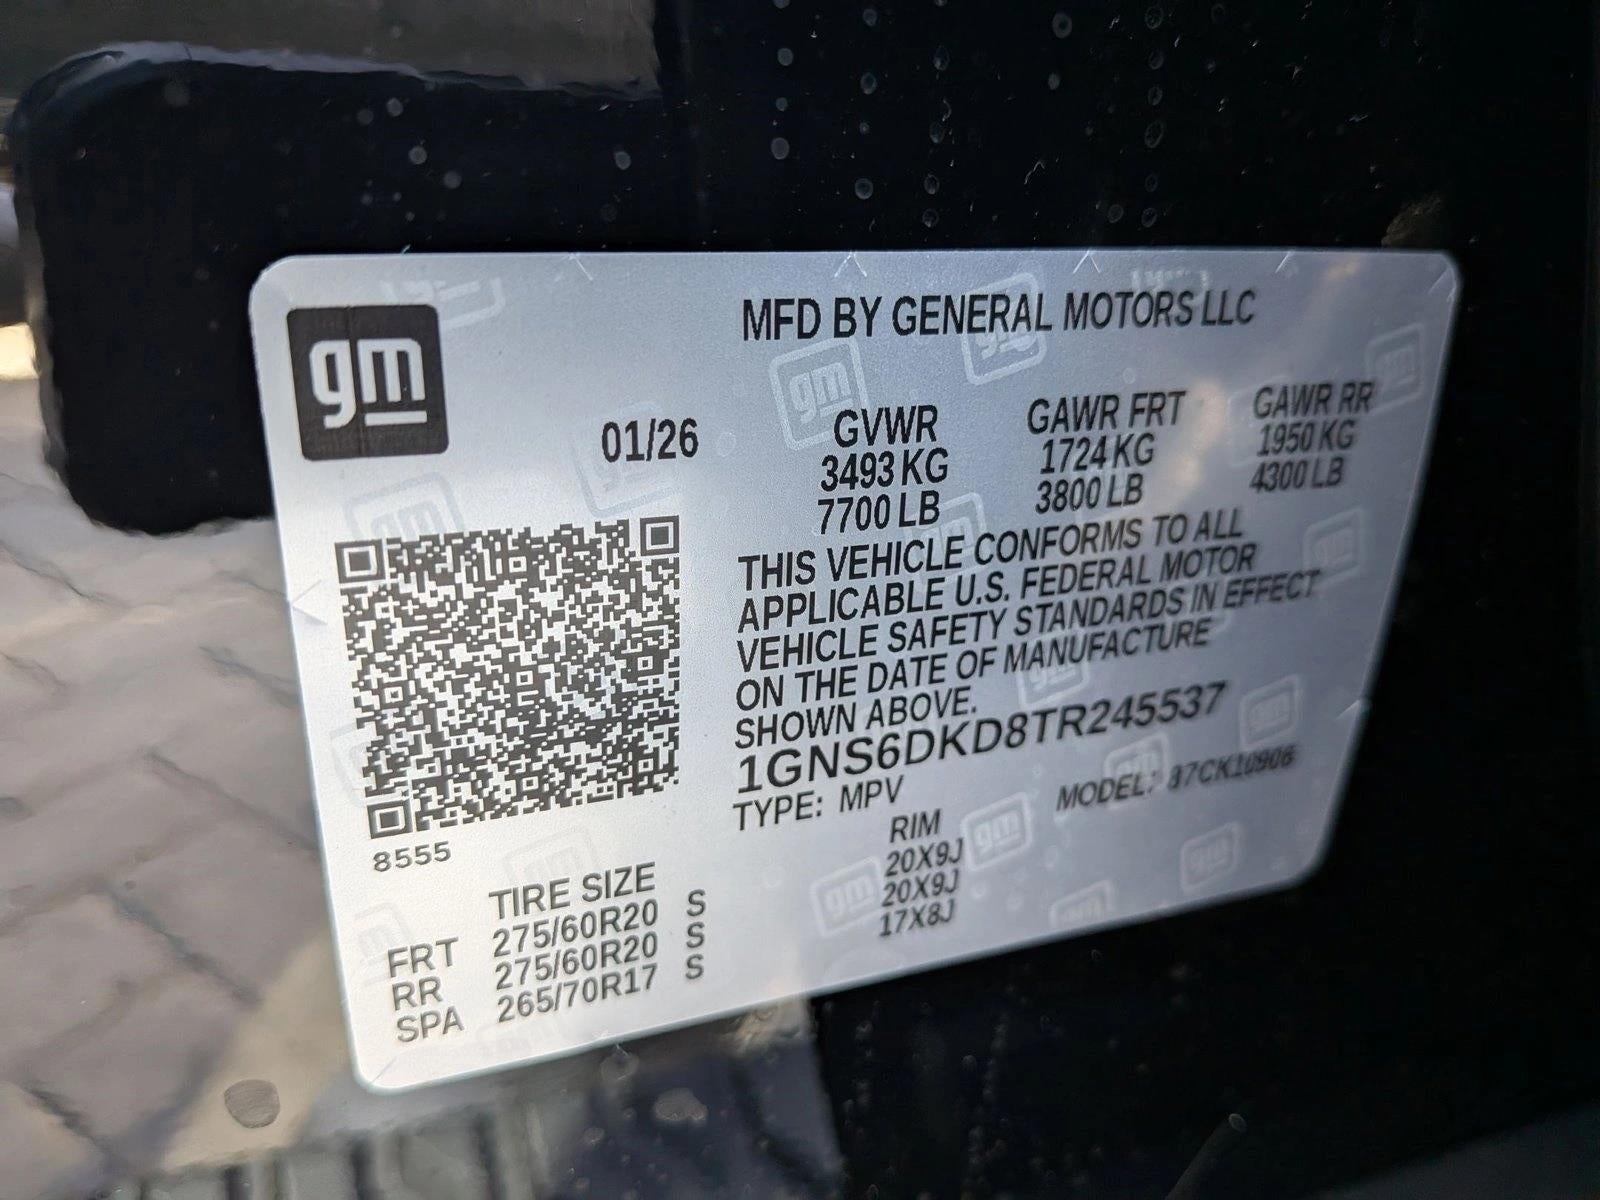 gm
MFD BY GENERAL MOTORS LLC
01/26
GVWR GAWR FRT GAWR RR
3493 KG 1724 KG 1950 KG
7700 LB 3800 LB 4300 LB
THIS VEHICLE CONFORMS TO ALL
APPLICABLE U.S. FEDERAL MOTOR
VEHICLE SAFETY STANDARDS IN EFFECT
ON THE DATE OF MANUFACTURE
SHOWN ABOVE.
1GNS6DKD8TR245537
TYPE: MPV MODEL:
8555
TIRE SIZE RIM
FRT 275/60R20 S 20X9J
RR 275/60R20 S 20X9J
SPA 265/70R17 S 17X8J